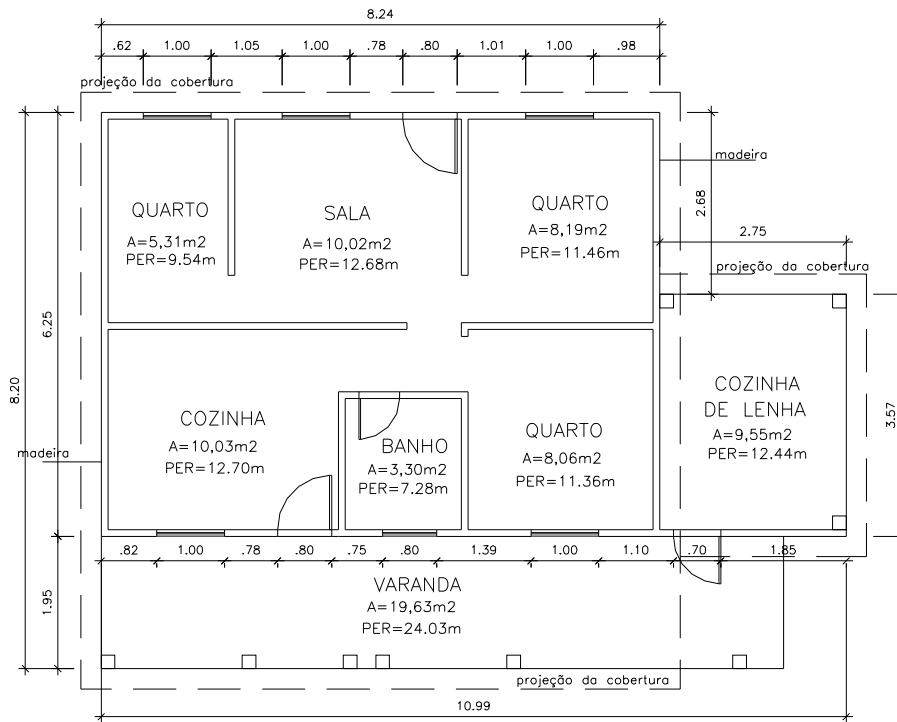 8.24
.62 1.00 1.05 1.00 .78 .80 1.01 1.00 .98
projeção da cobertura
madeira
2.68
2.75
projeção da cobertura
QUARTO
A=5,31m2
PER=9.54m
SALA
A=10,02m2
PER=12.68m
QUARTO
A=8,19m2
PER=11.46m
6.25
8.20
COZINHA
A=10,03m2
PER=12.70m
BANHO
A=3,30m2
PER=7.28m
QUARTO
A=8,06m2
PER=11.36m
COZINHA
DE LENHA
A=9,55m2
PER=12.44m
3.57
madeira
.82 1.00 .78 .80 .75 .80 1.39 1.00 1.10 .70 1.85
1.95
VARANDA
A=19,63m2
PER=24.03m
projeção da cobertura
10.99